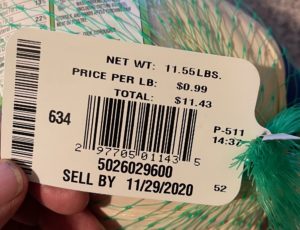 NET WT: 11.55LBS.
PRICE PER LB: $0.99
TOTAL: $11.43
634
P-511
14:37
2 97705 01143 5
5026029600
SELL BY 11/29/2020
52